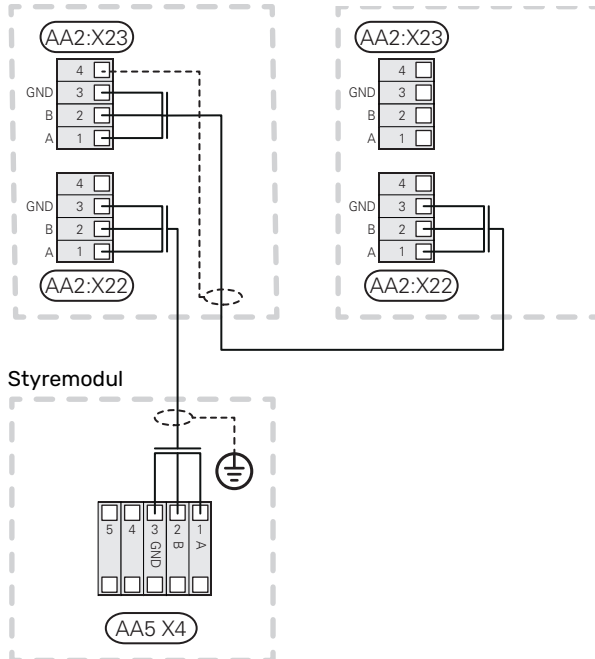 AA2:X23
4
GND 3
B 2
A 1
4
GND 3
B 2
A 1
AA2:X22
AA2:X23
4
GND 3
B 2
A 1
4
GND 3
B 2
A 1
AA2:X22
Styremodul
5 4 3 2 1
GND B A
AA5 X4